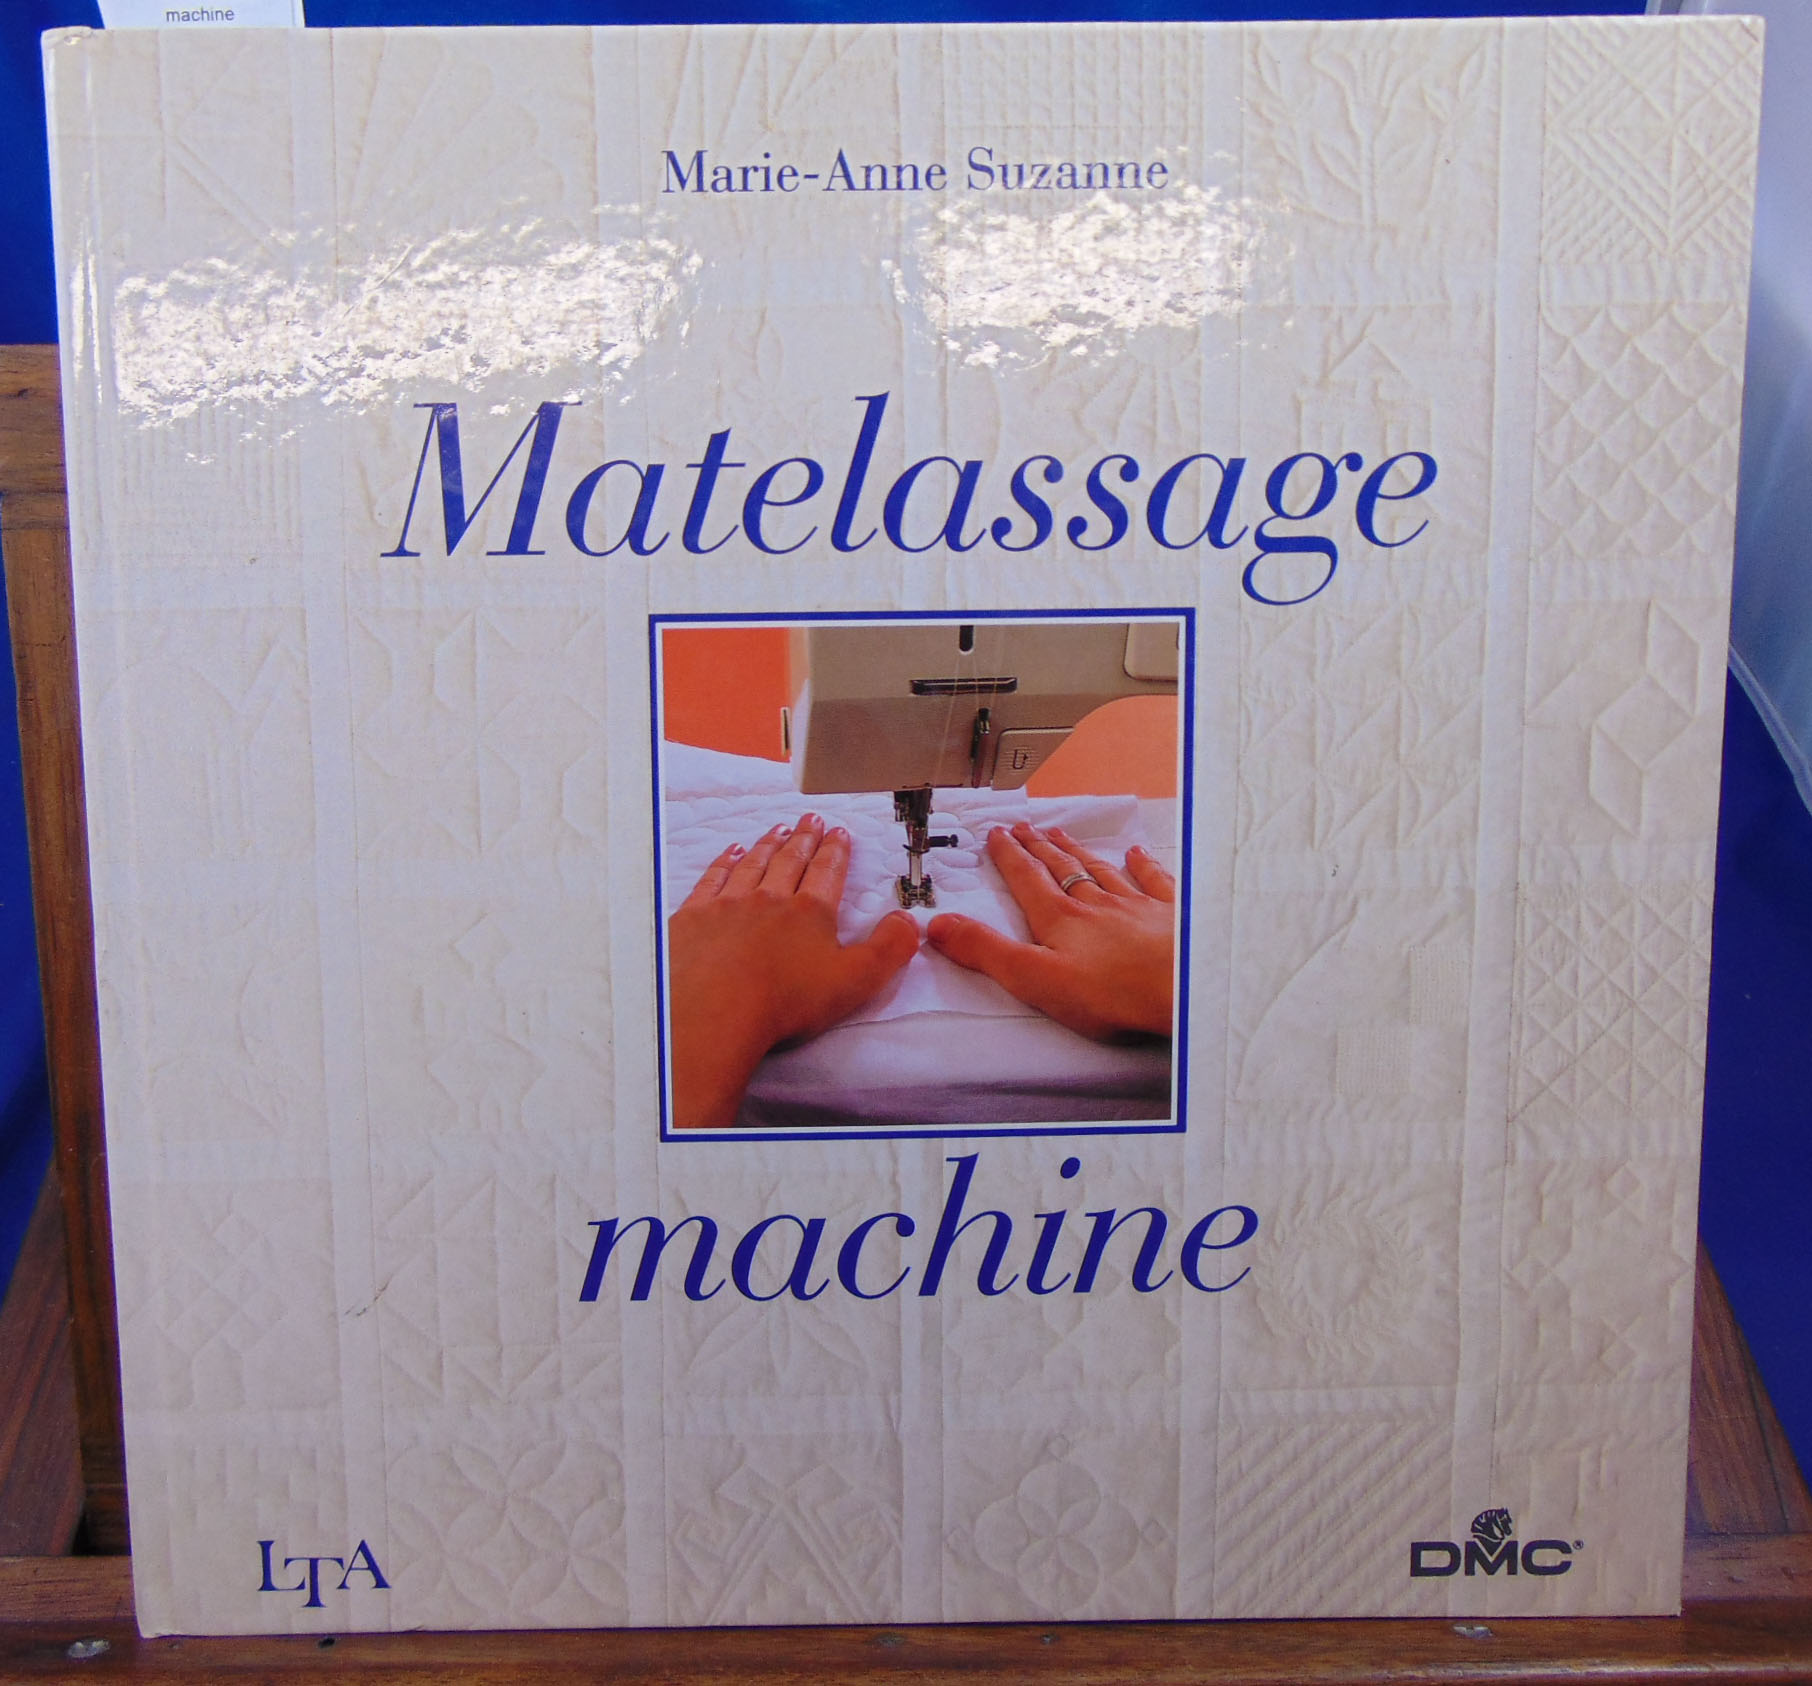 machine
Marie-Anne Suzanne
Matelassage
machine
LTA
DMC®